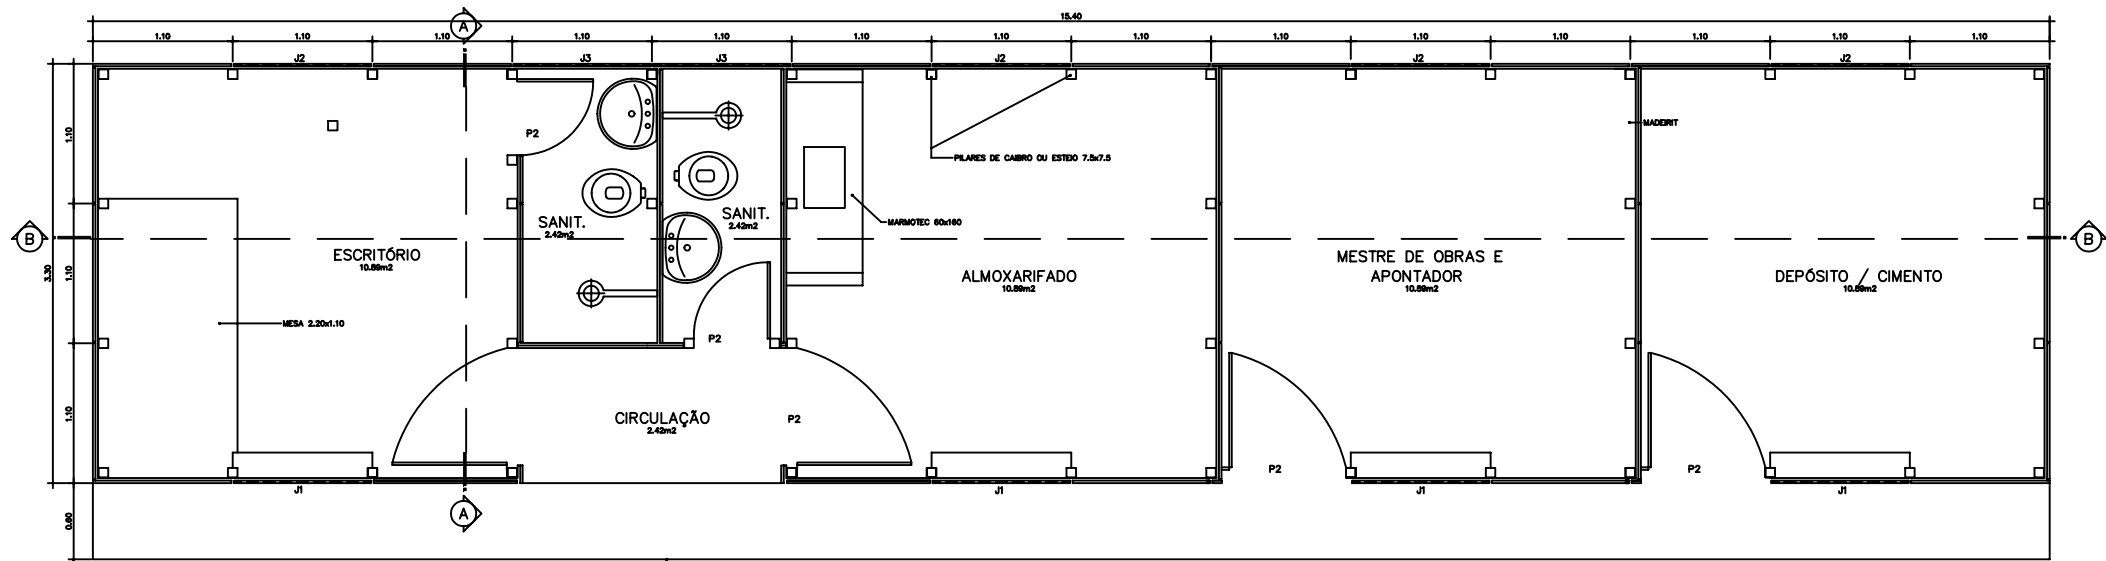 15.40
A
1.10 1.10 1.10 1.10 1.10 1.10 1.10 1.10 1.10 1.10 1.10 1.10 1.10 1.10
J2 J3 J3 J2 J2 J2
P2
MADEIRIT
1.10
PILARES DE CAIBRO OU ESTEIO 7.5x7.5
SANIT.
2.42m2
SANIT.
2.42m2
MARMOTEC 60x160
B
B
ESCRITÓRIO
10.89m2
MESTRE DE OBRAS E
APONTADOR
10.89m2
ALMOXARIFADO
10.89m2
DEPÓSITO / CIMENTO
10.89m2
3.30
1.10
MESA 2.20x1.10
P2
1.10
CIRCULAÇÃO
2.42m2
P2
P2
P2
J1 J1 J1 J1
A
0.60